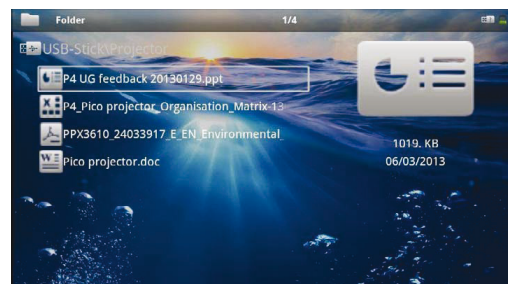 Folder 1/4
USB-Stick\Projector
P4 UG feedback 20130129.ppt
P4_Pico projector_Organisation_Matrix-13
PPX3610_24033917_E_EN_Environmental_
Pico projector.doc
1019. KB
06/03/2013